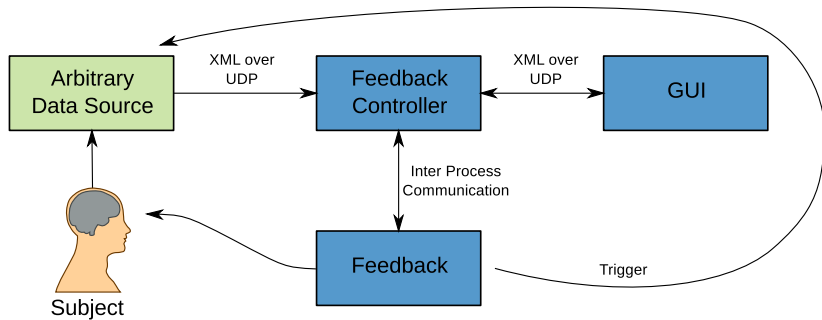 Arbitrary
Data Source
XML over
UDP
Feedback
Controller
XML over
UDP
GUI
Inter Process
Communication
Feedback
Trigger
Subject